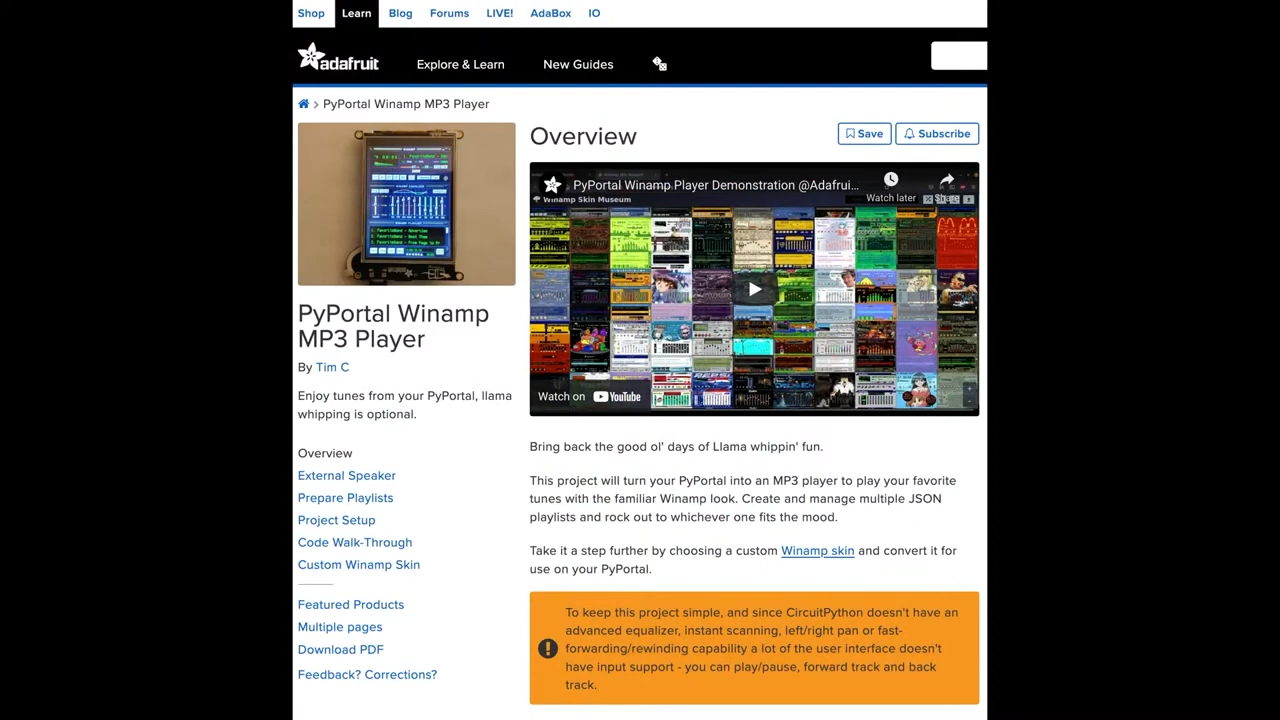 Shop Learn Blog Forums LIVE! AdaBox IO
adafruit Explore & Learn New Guides
PyPortal Winamp MP3 Player
Overview
Save Subscribe
PyPortal Winamp Player Demonstration @Adafrui...
Watch later Share
Winamp Skin Museum
Watch on YouTube
PyPortal Winamp
MP3 Player
By Tim C
Enjoy tunes from your PyPortal, llama
whipping is optional.
Overview
External Speaker
Prepare Playlists
Project Setup
Code Walk-Through
Custom Winamp Skin
Featured Products
Multiple pages
Download PDF
Feedback? Corrections?
Bring back the good ol' days of Llama whippin' fun.
This project will turn your PyPortal into an MP3 player to play your favorite
tunes with the familiar Winamp look. Create and manage multiple JSON
playlists and rock out to whichever one fits the mood.
Take it a step further by choosing a custom Winamp skin and convert it for
use on your PyPortal.
To keep this project simple, and since CircuitPython doesn't have an
advanced equalizer, instant scanning, left/right pan or fast-
forwarding/rewinding capability a lot of the user interface doesn't
have input support - you can play/pause, forward track and back
track.